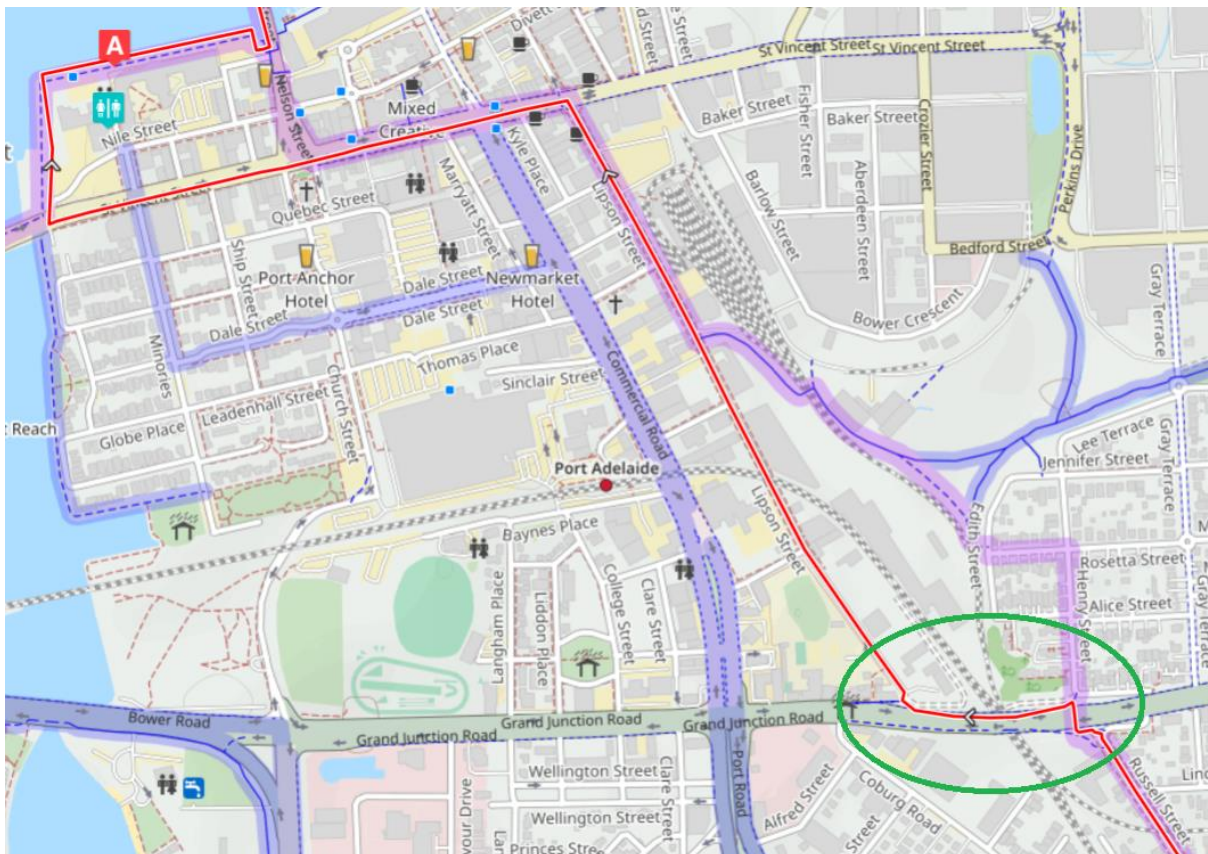 A
Divett
St Vincent Street
St Vincent Street
Nelson Street
Mixed
Creative
Nile Street
Baker Street
Baker Street
Fisher Street
Crozier Street
Perkins Drive
Kyle Place
Marryatt Street
Lipson Street
Barlow Street
Aberdeen Street
Quebec Street
Ship Street
Bedford Street
Port Anchor
Hotel
Dale Street
Newmarket
Hotel
Gray Terrace
Dale Street
Dale Street
Bower Crescent
Minories
Thomas Place
Commercial Road
Sinclair Street
Church Street
Leadenhall Street
Reach
Globe Place
Lee Terrace
Jennifer Street
Gray Terrace
Port Adelaide
Lipson Street
Edith Street
Baynes Place
Rosetta Street
Henry Street
Langham Place
Liddon Place
College Street
Clare Street
Alice Street
Gray Terrace
Bower Road
Grand Junction Road
Grand Junction Road
Grand Junction Road
Port Road
Wellington Street
Clare Street
Russell Street
Coburg Road
Alfred Street
Wellington Street
Princes Street